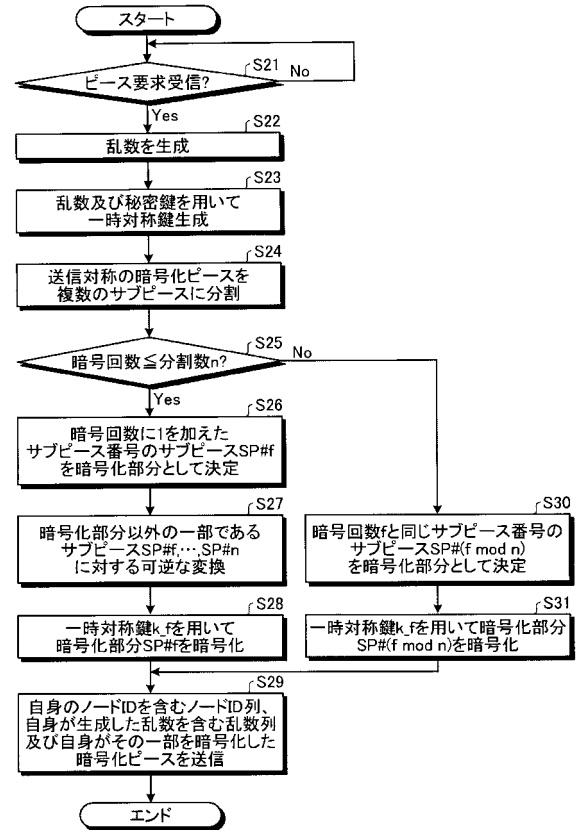 スタート
S21
ピース要求受信?
No
Yes
S22
乱数を生成
S23
乱数及び秘密鍵を用いて
一時対称鍵生成
S24
送信対称の暗号化ピースを
複数のサブピースに分割
S25
暗号回数≦分割数n?
No
Yes
S26
暗号回数に1を加えた
サブピース番号のサブピースSP#f
を暗号化部分として決定
S27
暗号化部分以外の一部である
サブピースSP#f,…,SP#n
に対する可逆な変換
S28
一時対称鍵k_fを用いて
暗号化部分SP#fを暗号化
S30
暗号回数fと同じサブピース番号の
サブピースSP#(f mod n)
を暗号化部分として決定
S31
一時対称鍵k_fを用いて暗号化部分
SP#(f mod n)を暗号化
S29
自身のノードIDを含むノードID列、
自身が生成した乱数を含む乱数列
及び自身がその一部を暗号化した
暗号化ピースを送信
エンド